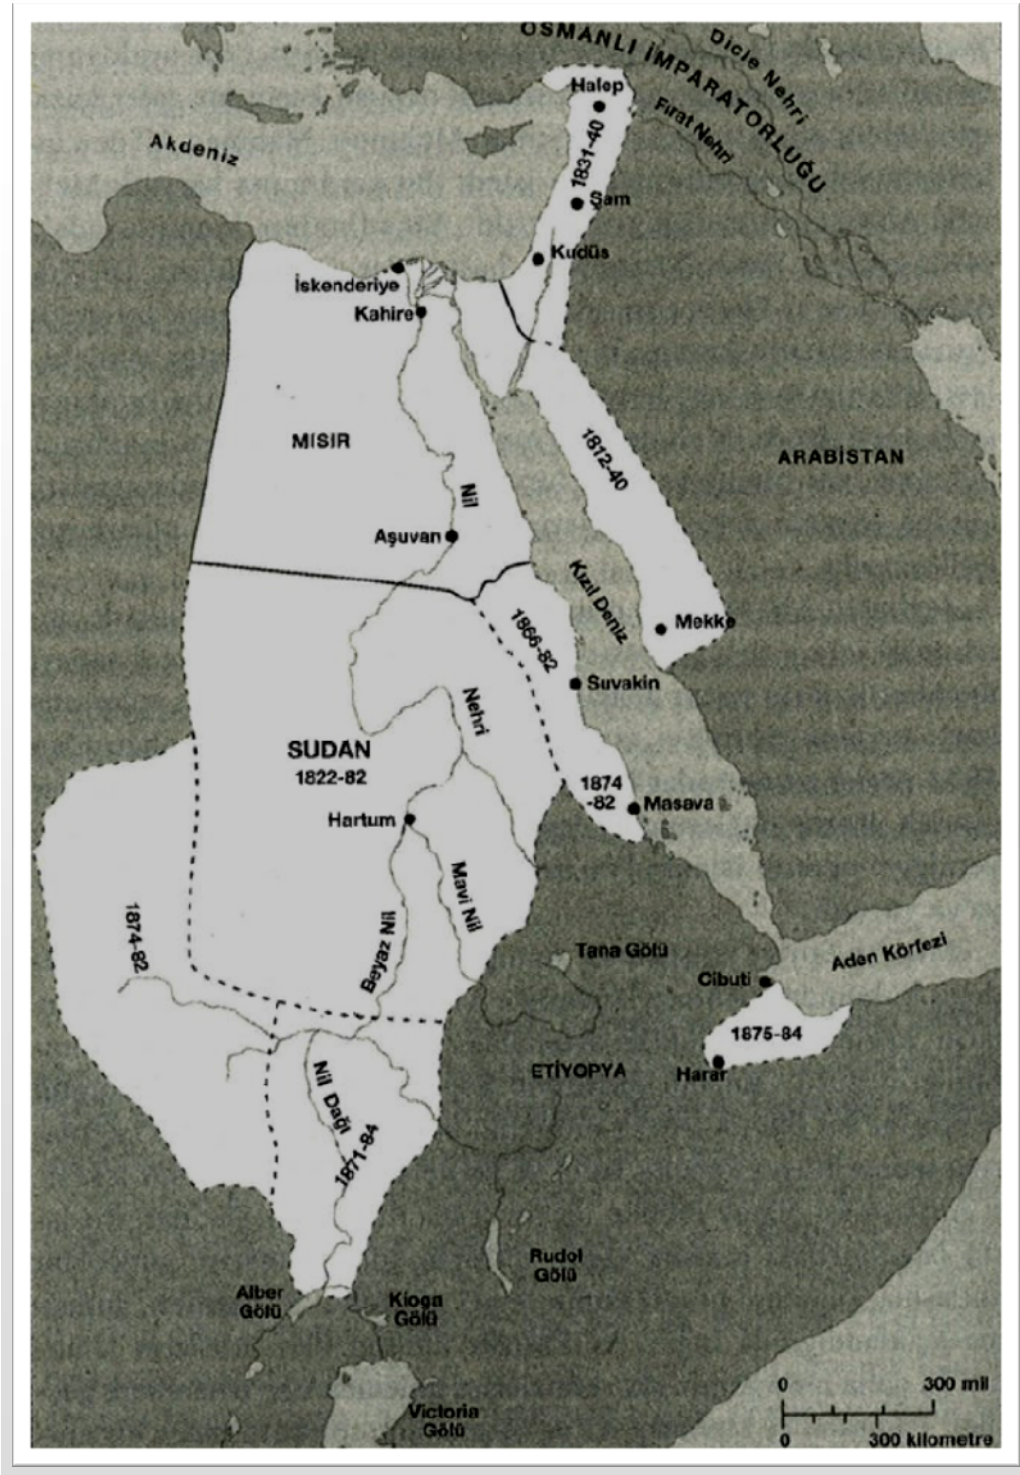 OSMANLI İMPARATORLUĞU
Dicle Nehri
Fırat Nehri
Halep
1831-40
Akdeniz
Şam
Kudüs
İskenderiye
Kahire
MISIR
1812-40
ARABİSTAN
Nil
Aşuvan
Kızıl Deniz
Mekke
1866-82
Suvakin
Nehri
SUDAN
1822-82
1874
-82
Masava
Hartum
Mavi Nil
Beyaz Nil
1874-82
Tana Gölü
Aden Körfezi
Cibuti
1875-84
ETİYOPYA
Harar
Nil Dağı
1871-84
Rudol
Gölü
Alber
Gölü
Kioga
Gölü
Victoria
Gölü
0 300 mil
0 300 kilometre